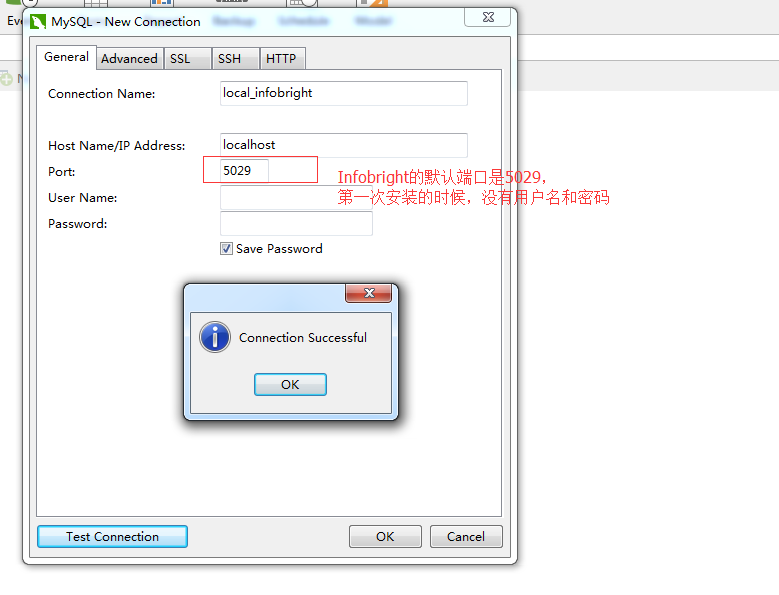 MySQL - New Connection
General
Advanced
SSL
SSH
HTTP
Connection Name:
local_infobright
Host Name/IP Address:
localhost
Port:
5029
Infobright的默认端口是5029，
第一次安装的时候，没有用户名和密码
User Name:
Password:
Save Password
Connection Successful
OK
Test Connection
OK
Cancel